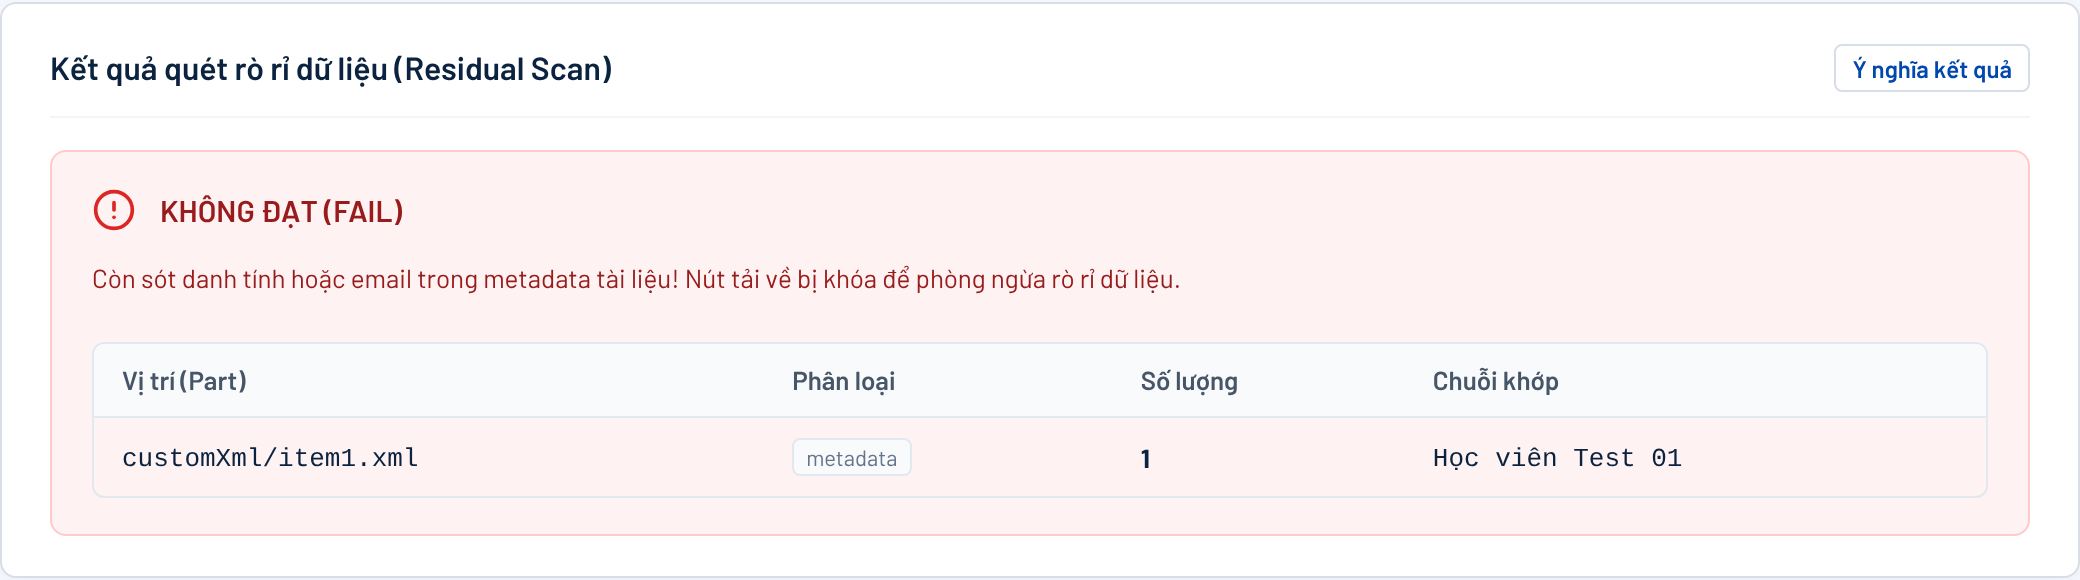 Kết quả quét rò rỉ dữ liệu (Residual Scan)
Ý nghĩa kết quả
KHÔNG ĐẠT (FAIL)
Còn sót danh tính hoặc email trong metadata tài liệu! Nút tải về bị khóa để phòng ngừa rò rỉ dữ liệu.
Vị trí (Part) Phân loại Số lượng Chuỗi khớp
customXml/item1.xml metadata 1 Học viên Test 01